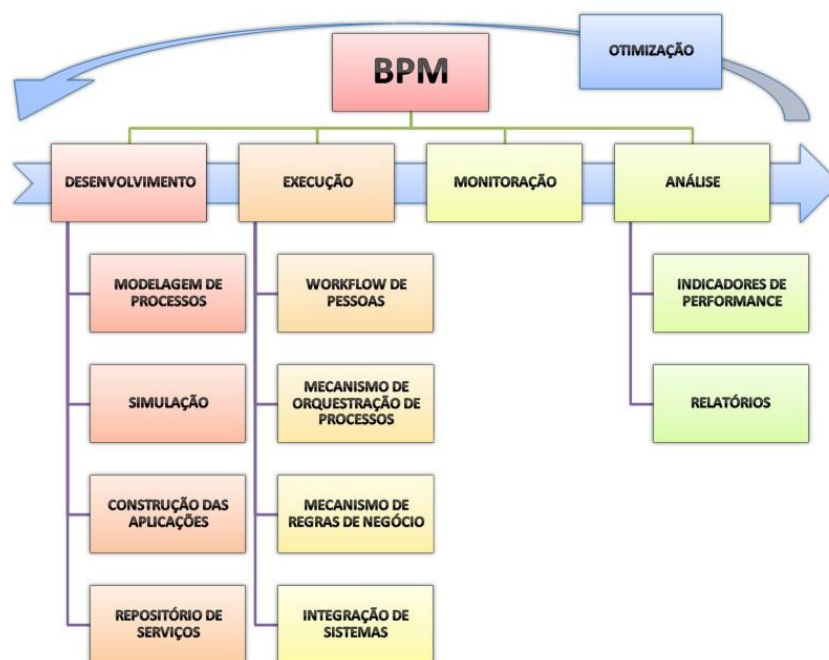 OTIMIZAÇÃO
BPM
DESENVOLVIMENTO
EXECUÇÃO
MONITORAÇÃO
ANÁLISE
MODELAGEM DE
PROCESSOS
WORKFLOW DE
PESSOAS
INDICADORES DE
PERFORMANCE
SIMULAÇÃO
MECANISMO DE
ORQUESTRAÇÃO DE
PROCESSOS
RELATÓRIOS
CONSTRUÇÃO DAS
APLICAÇÕES
MECANISMO DE
REGRAS DE NEGÓCIO
REPOSITÓRIO DE
SERVIÇOS
INTEGRAÇÃO DE
SISTEMAS